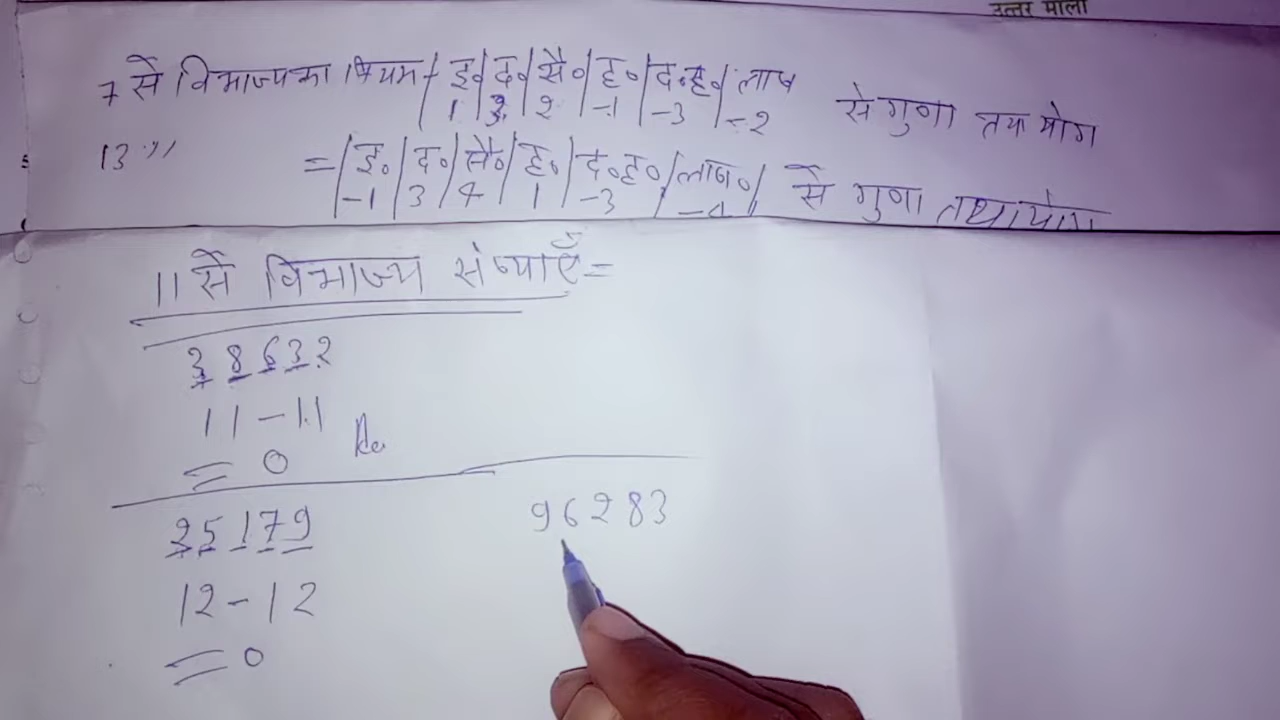 उत्तर माला
7 से विभाज्य का नियम - | इ० | द० | सै० | ह० | द.ह० | लाख
1 | 3 | 2 | -1 | -3 | -2 से गुणा तथा योग
13 "" = | इ० | द० | सै० | ह० | द०ह० | लाख० |
-1 | 3 | 4 | 1 | -3 | -4 से गुणा तथा योग
11 से विभाज्य संख्याएँ =
38632
11 - 11
= 0
25179
12 - 12
= 0
96283